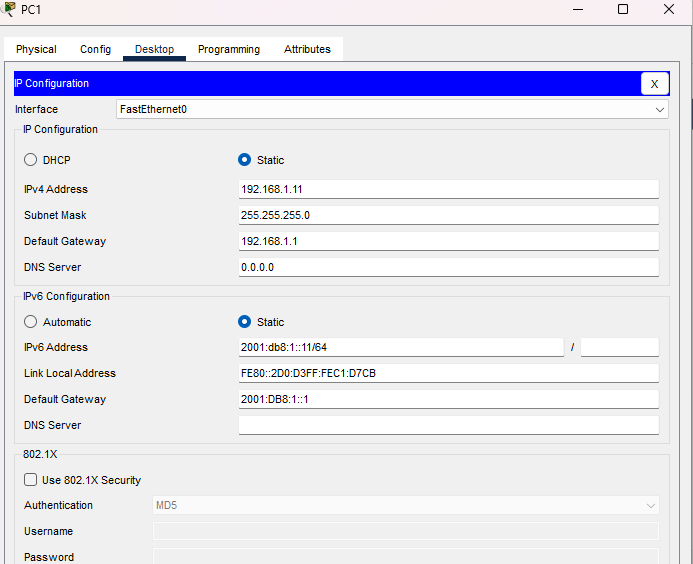 PC1
Physical Config Desktop Programming Attributes
IP Configuration X
Interface FastEthernet0
IP Configuration
DHCP Static
IPv4 Address 192.168.1.11
Subnet Mask 255.255.255.0
Default Gateway 192.168.1.1
DNS Server 0.0.0.0
IPv6 Configuration
Automatic Static
IPv6 Address 2001:db8:1::11/64 /
Link Local Address FE80::2D0:D3FF:FEC1:D7CB
Default Gateway 2001:DB8:1::1
DNS Server
802.1X
Use 802.1X Security
Authentication MD5
Username
Password